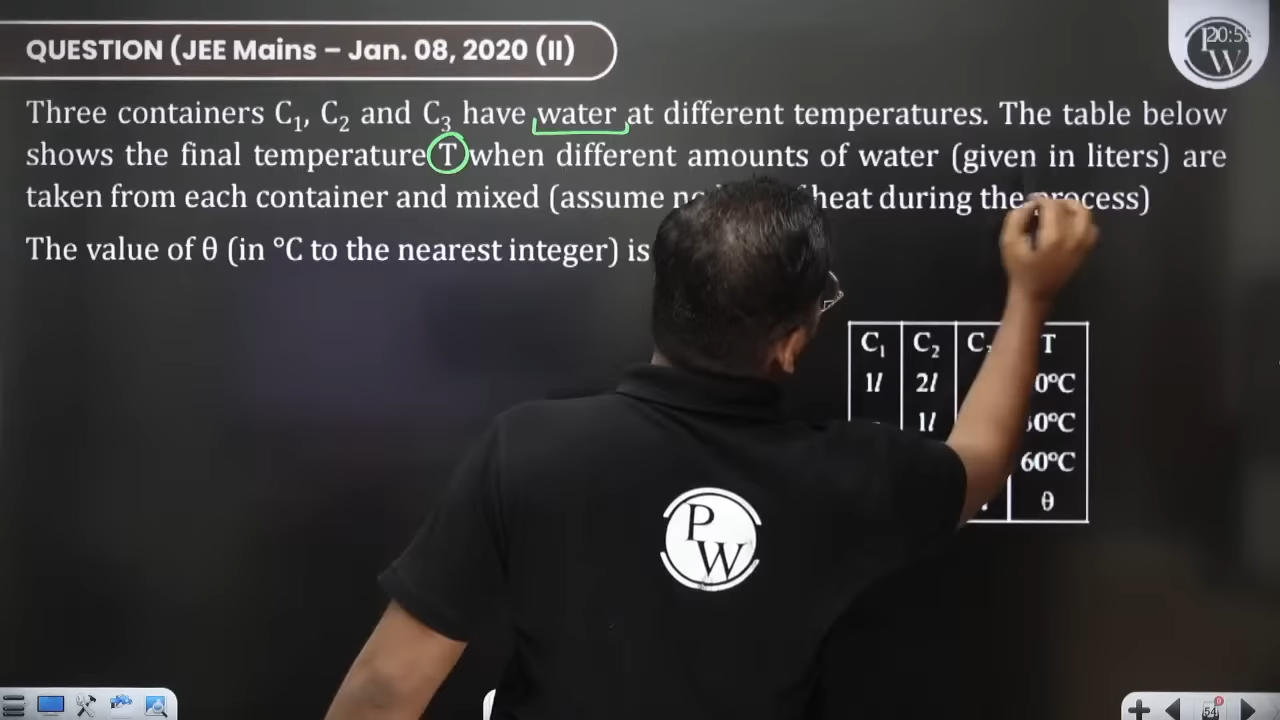 QUESTION (JEE Mains – Jan. 08, 2020 (II)
20:5
PW
Three containers C₁, C₂ and C₃ have water at different temperatures. The table below
shows the final temperature T when different amounts of water (given in liters) are
taken from each container and mixed (assume heat during the process)
The value of θ (in °C to the nearest integer) is
C₁ C₂ T
1l 2l 0°C
- 1l 0°C
60°C
θ
PW
54